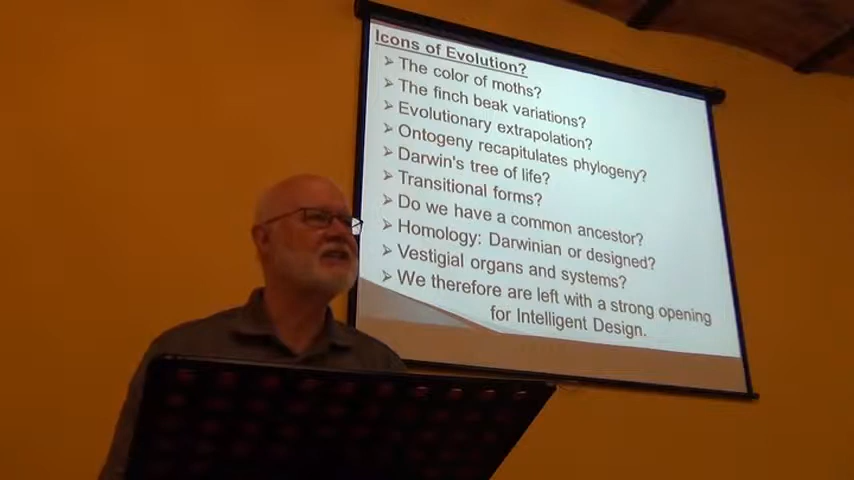 Icons of Evolution?
➢ The color of moths?
➢ The finch beak variations?
➢ Evolutionary extrapolation?
➢ Ontogeny recapitulates phylogeny?
➢ Darwin's tree of life?
➢ Transitional forms?
➢ Do we have a common ancestor?
➢ Homology: Darwinian or designed?
➢ Vestigial organs and systems?
➢ We therefore are left with a strong opening
for Intelligent Design.